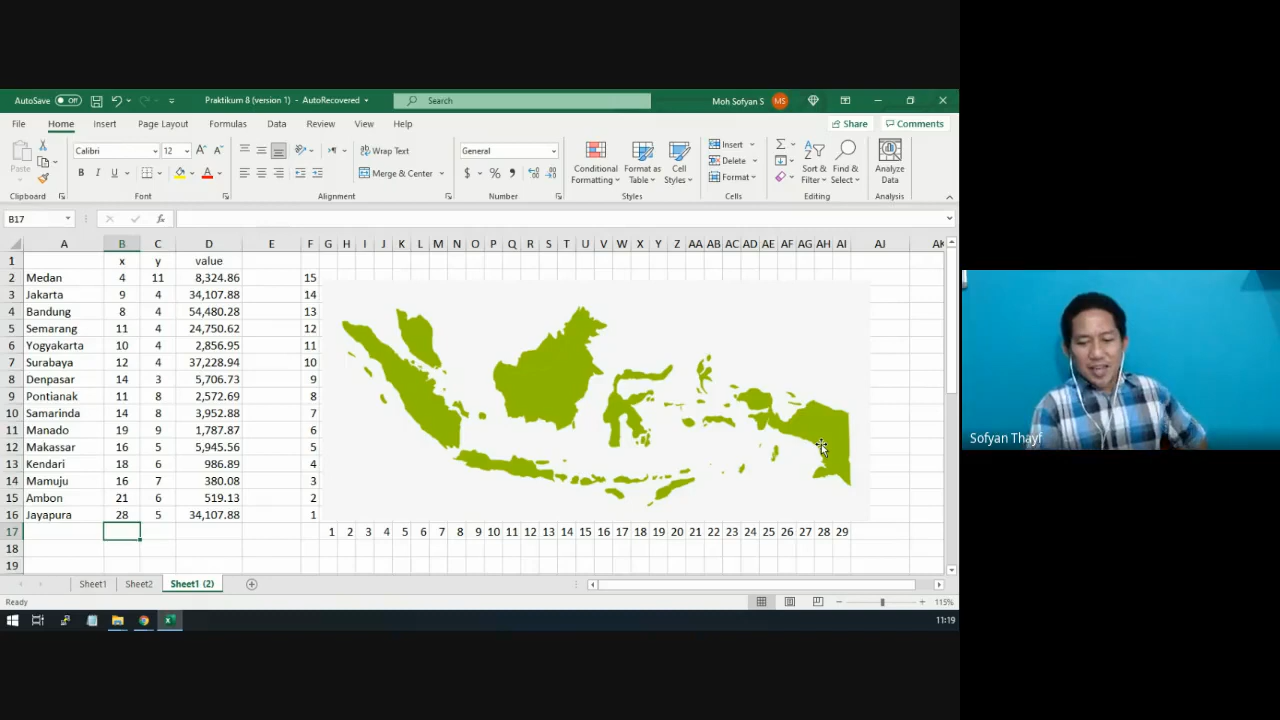 AutoSave Off Praktikum 8 (version 1) - AutoRecovered Search Moh Sofyan S MS
File Home Insert Page Layout Formulas Data Review View Help Share Comments
Paste Calibri 12 A A Wrap Text General Insert
B I U A Merge & Center $ % Conditional Formatting Format as Table Cell Styles Delete Format Sort & Filter Find & Select Analyze Data
Clipboard Font Alignment Number Styles Cells Editing Analysis
B17 fx
A B C D E F G H I J K L M N O P Q R S T U V W X Y Z AA AB AC AD AE AF AG AH AI AJ AK
1 x y value
2 Medan 4 11 8,324.86 15
3 Jakarta 9 4 34,107.88 14
4 Bandung 8 4 54,480.28 13
5 Semarang 11 4 24,750.62 12
6 Yogyakarta 10 4 2,856.95 11
7 Surabaya 12 4 37,228.94 10
8 Denpasar 14 3 5,706.73 9
9 Pontianak 11 8 2,572.69 8
10 Samarinda 14 8 3,952.88 7
11 Manado 19 9 1,787.87 6
12 Makassar 16 5 5,945.56 5
13 Kendari 18 6 986.89 4
14 Mamuju 16 7 380.08 3
15 Ambon 21 6 519.13 2
16 Jayapura 28 5 34,107.88 1
17 1 2 3 4 5 6 7 8 9 10 11 12 13 14 15 16 17 18 19 20 21 22 23 24 25 26 27 28 29
18
19
Sheet1 Sheet2 Sheet1 (2)
Ready 115%
11:19
Sofyan Thayf